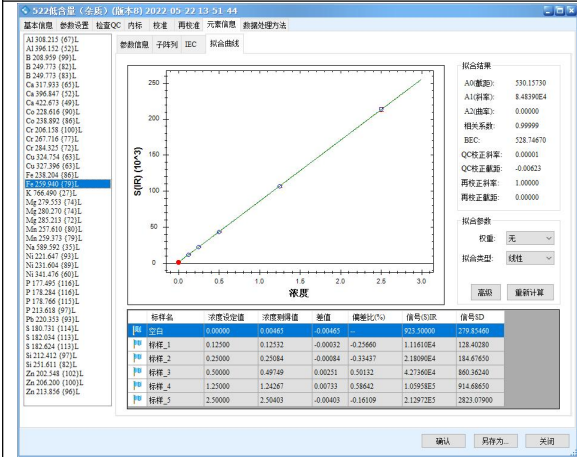 522低含量（杂质）(版本8) 2022-05-22 13-51-44
基本信息 参数设置 检查QC 内标 校准 再校准 元素信息 数据处理方法
Al 308.215 {67}L
Al 396.152 {52}L
B 208.959 {99}L
B 249.773 {82}L
B 249.773 {83}L
Ca 317.933 {65}L
Ca 396.847 {52}L
Ca 422.673 {49}L
Co 228.616 {90}L
Co 238.892 {86}L
Cr 206.158 {100}L
Cr 267.716 {77}L
Cr 284.325 {72}L
Cu 324.754 {63}L
Cu 327.396 {63}L
Fe 238.204 {86}L
Fe 259.940 {79}L
K 766.490 {27}L
Mg 279.553 {74}L
Mg 280.270 {74}L
Mg 285.213 {72}L
Mn 257.610 {80}L
Mn 259.373 {79}L
Na 589.592 {35}L
Ni 221.647 {93}L
Ni 231.604 {89}L
Ni 341.476 {60}L
P 177.495 {116}L
P 178.284 {116}L
P 178.766 {115}L
P 213.618 {97}L
Pb 220.353 {93}L
S 180.731 {114}L
S 182.034 {113}L
S 182.624 {113}L
Si 212.412 {97}L
Si 251.611 {82}L
Zn 202.548 {102}L
Zn 206.200 {100}L
Zn 213.856 {96}L
参数信息 子阵列 IEC 拟合曲线
S(IR) (10^3)
250
200
150
100
50
0
0.0 0.5 1.0 1.5 2.0 2.5 3.0
浓度
拟合结果:
A0(截距): 530.15730
A1(斜率): 8.48390E4
A2(曲率): 0.00000
相关系数: 0.99999
BEC: 528.74670
QC校正斜率: 0.00001
QC校正截距: -0.00623
再校正斜率: 1.00000
再校正截距: 0.00000
拟合参数
权重: 无
拟合类型: 线性
高级 重新计算
标样名 浓度设定值 浓度测得值 差值 偏差比(%) 信号(S)IR 信号SD
空白 0.00000 0.00465 -0.00465 -- 923.50000 279.85460
标样_1 0.12500 0.12532 -0.00032 -0.25660 1.11610E4 128.40280
标样_2 0.25000 0.25084 -0.00084 -0.33437 2.18090E4 184.67650
标样_3 0.50000 0.49749 0.00251 0.50132 4.27360E4 860.36240
标样_4 1.25000 1.24267 0.00733 0.58642 1.05958E5 914.68650
标样_5 2.50000 2.50403 -0.00403 -0.16109 2.12972E5 2823.07900
确认 另存为... 关闭